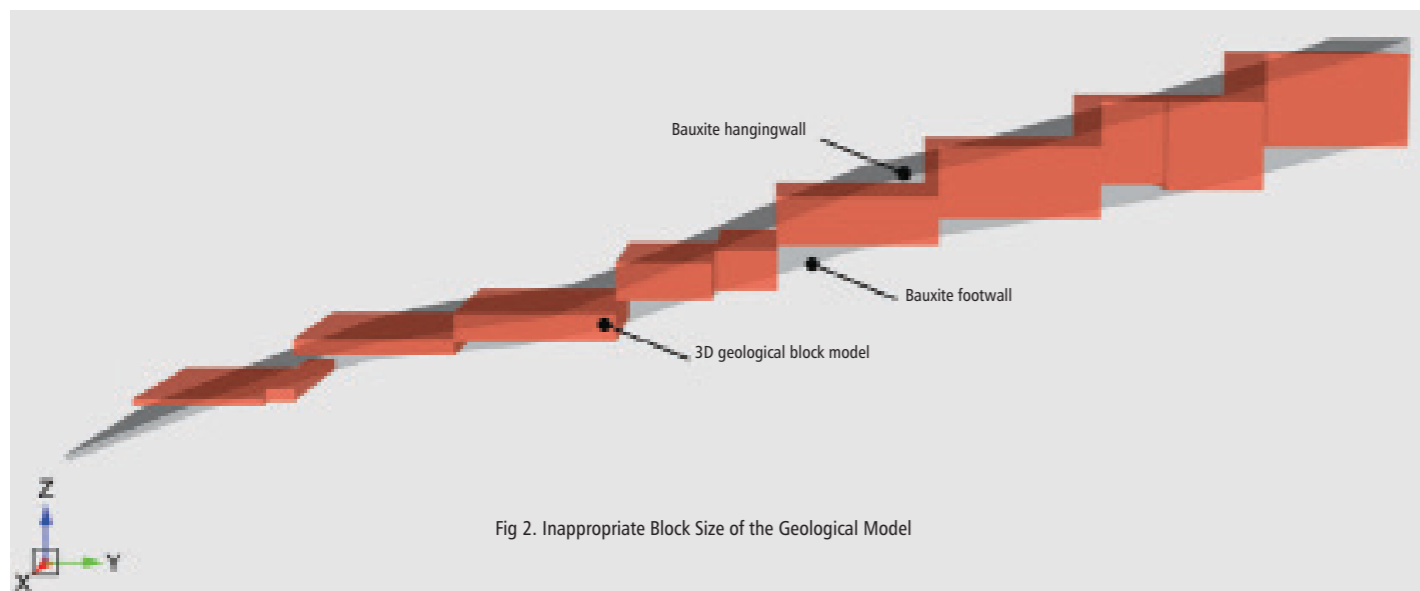 Bauxite hangingwall
Bauxite footwall
3D geological block model
Z
Fig 2. Inappropriate Block Size of the Geological Model
Y
X